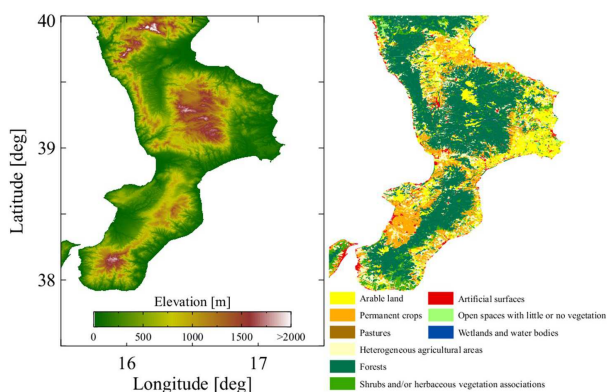 40
39
38
Latitude [deg]
Elevation [m]
0 500 1000 1500 >2000
16 17
Longitude [deg]
Arable land
Permanent crops
Pastures
Heterogeneous agricultural areas
Forests
Shrubs and/or herbaceous vegetation associations
Artificial surfaces
Open spaces with little or no vegetation
Wetlands and water bodies